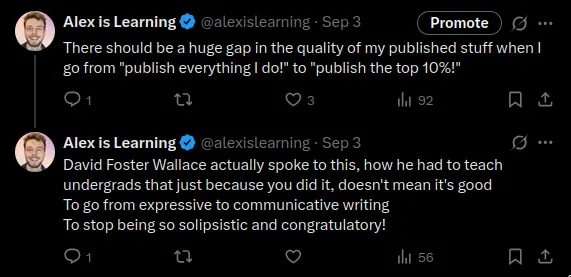 Alex is Learning @alexislearning · Sep 3 Promote
There should be a huge gap in the quality of my published stuff when I
go from "publish everything I do!" to "publish the top 10%!"
1 3 92
Alex is Learning @alexislearning · Sep 3
David Foster Wallace actually spoke to this, how he had to teach
undergrads that just because you did it, doesn't mean it's good
To go from expressive to communicative writing
To stop being so solipsistic and congratulatory!
1 56